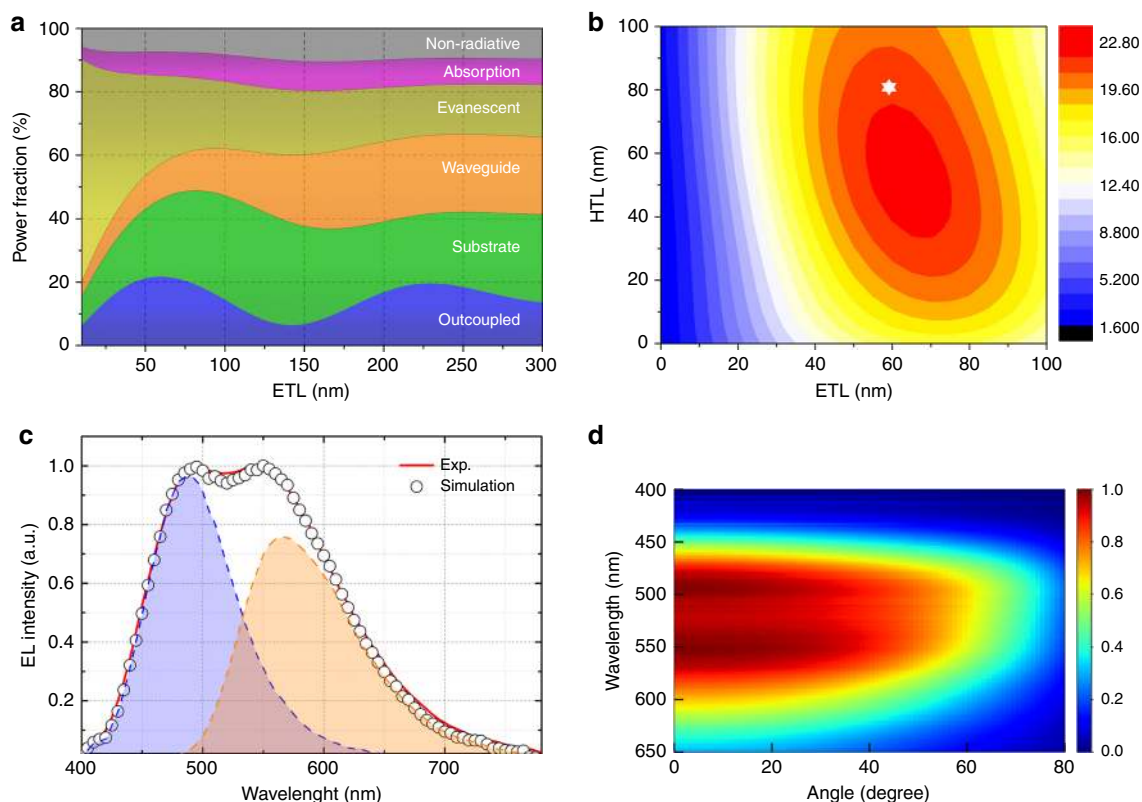 a
100
80
60
40
20
0
Power fraction (%)
Non-radiative
Absorption
Evanescent
Waveguide
Substrate
Outcoupled
50
100
150
200
250
300
ETL (nm)
b
100
80
60
40
20
0
HTL (nm)
0
20
40
60
80
100
ETL (nm)
22.80
19.60
16.00
12.40
8.800
5.200
1.600
c
1.0
0.8
0.6
0.4
0.2
EL intensity (a.u.)
Exp.
Simulation
400
500
600
700
Wavelenght (nm)
d
400
450
500
550
600
650
Wavelength (nm)
0
20
40
60
80
Angle (degree)
1.0
0.8
0.6
0.4
0.2
0.0